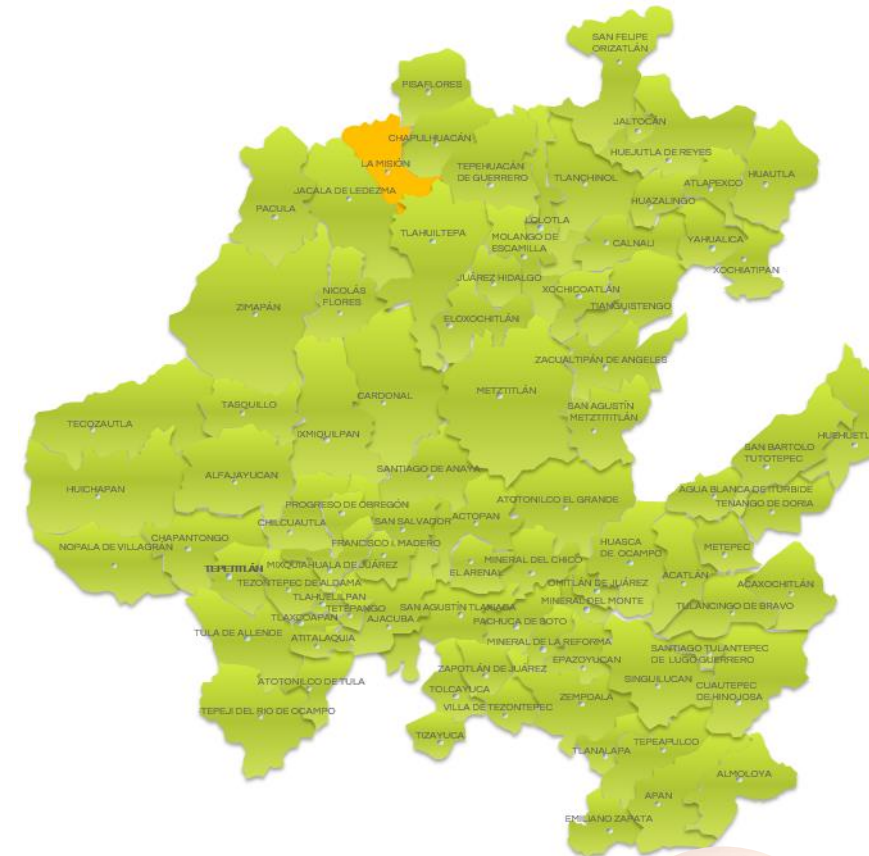 SAN FELIPE
ORIZATLÁN
PISAFLORES
JALTOCÁN
CHAPULHUACÁN
HUEJUTLA DE REYES
LA MISIÓN
TEPEHUACÁN
DE GUERRERO
TLANCHINOL
HUAUTLA
ATLAPEXCO
JACALA DE LEDEZMA
HUAZALINGO
PACULA
LOLOTLA
TLAHUILTEPA
MOLANGO DE
ESCAMILLA
CALNALI
YAHUALICA
XOCHIATIPAN
JUÁREZ HIDALGO
NICOLÁS
FLORES
XOCHICOATLÁN
ZIMAPÁN
TIANGUISTENGO
ELOXOCHITLÁN
ZACUALTIPÁN DE ANGELES
METZTITLÁN
CARDONAL
TASQUILLO
SAN AGUSTÍN
METZTITITLÁN
TECOZAUTLA
IXMIQUILPAN
SAN BARTOLO
TUTOTEPEC
HUEHUETL
SANTIAGO DE ANAYA
ALFAJAYUCAN
HUICHAPAN
AGUA BLANCA DE ITURBIDE
ATOTONILCO EL GRANDE
TENANGO DE DORIA
PROGRESO DE OBREGÓN
ACTOPAN
CHILCUAUTLA
SAN SALVADOR
CHAPANTONGO
NOPALA DE VILLAGRÁN
FRANCISCO I. MADERO
HUASCA
DE OCAMPO
METEPEC
MINERAL DEL CHICO
TEPETITLÁN
MIXQUIAHUALA DE JUÁREZ
EL ARENAL
ACATLÁN
TEZONTEPEC DE ALDAMA
OMITLÁN DE JUÁREZ
ACAXOCHITLÁN
TLAHUELILPAN
MINERAL DEL MONTE
TETEPANGO
SAN AGUSTÍN TLAXIACA
TULANCINGO DE BRAVO
TLAXCOAPAN
AJACUBA
PACHUCA DE SOTO
TULA DE ALLENDE
ATITALAQUIA
MINERAL DE LA REFORMA
SANTIAGO TULANTEPEC
DE LUGO GUERRERO
EPAZOYUCAN
ZAPOTLÁN DE JUÁREZ
SINGUILUCAN
ATOTONILCO DE TULA
CUAUTEPEC
DE HINOJOSA
TOLCAYUCA
ZEMPOALA
TEPEJI DEL RIO DE OCAMPO
VILLA DE TEZONTEPEC
TIZAYUCA
TEPEAPULCO
TLANALAPA
ALMOLOYA
APAN
EMILIANO ZAPATA